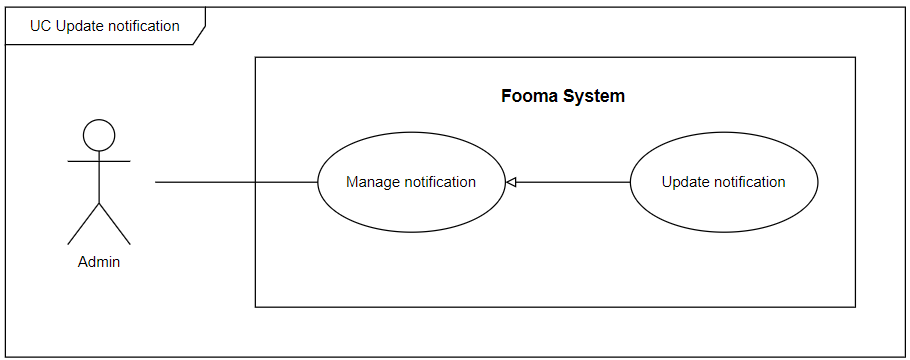 UC Update notification
Fooma System
Manage notification
Update notification
Admin